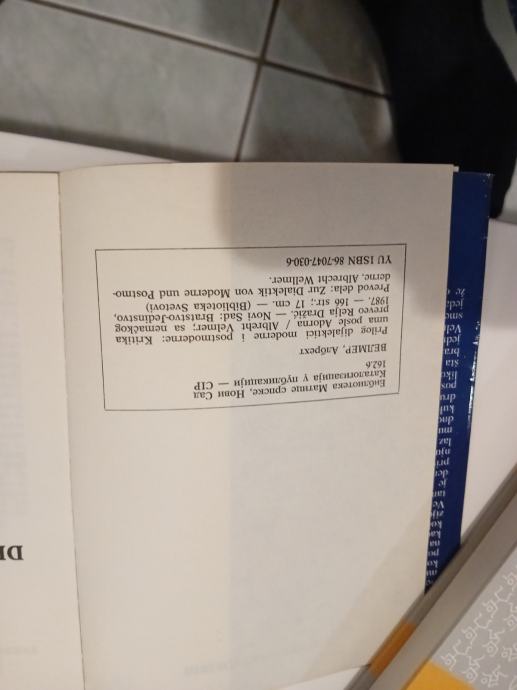 Библиотека Матице српске, Нови Сад
Каталогизација у публикацији — CIP
162.6
ВЕЛМЕР, Албрехт
Prilog dijalektici moderne i postmoderne: Kritika
uma posle Adorna / Albreht Velmer; sa nemačkog
preveo Relja Dražić. — Novi Sad: Bratstvo-Jedinstvo,
1987. — 166 str.; 17 cm. — (Biblioteka Svetovi)
Prevod dela: Zur Dialektik von Moderne und Postmo-
derne, Albrecht Wellmer.
YU ISBN 86-7047-030-6